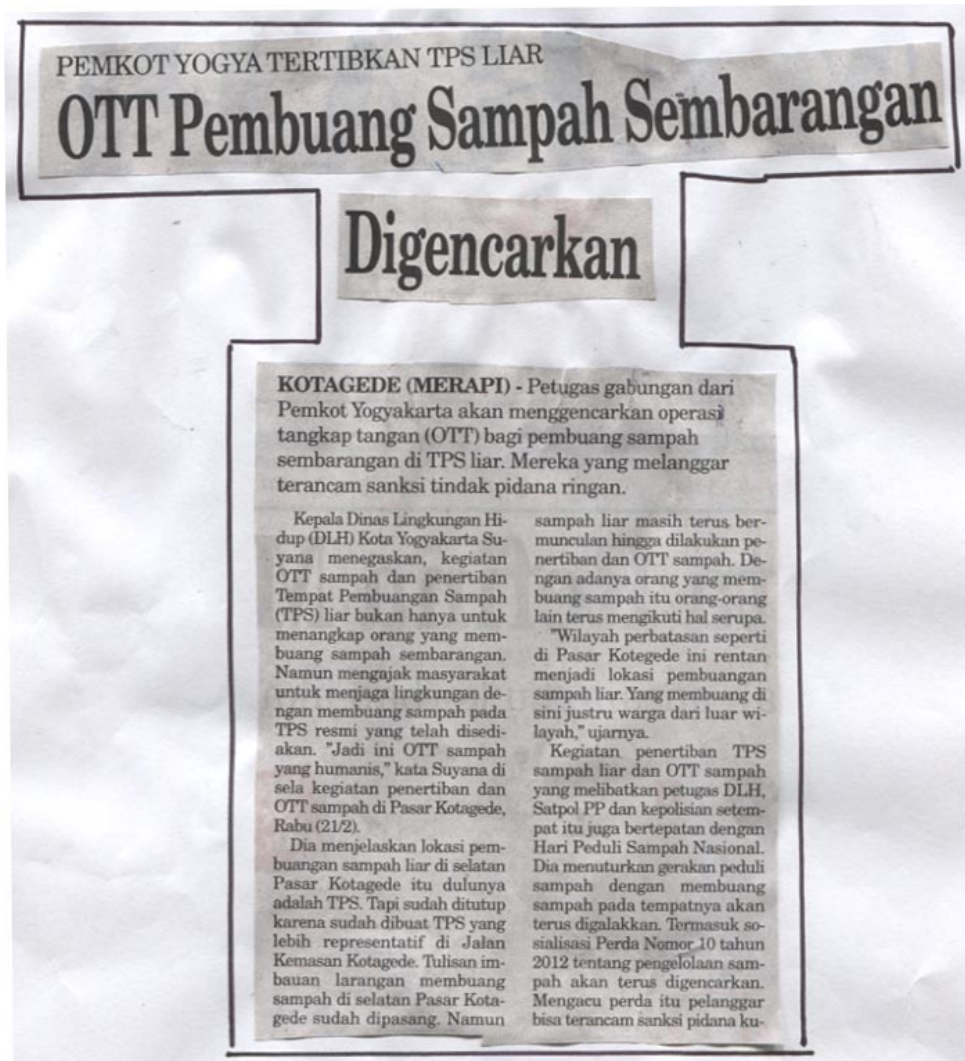 PEMKOT YOGYA TERTIBKAN TPS LIAR
OTT Pembuang Sampah Sembarangan
Digencarkan
KOTAGEDE (MERAPI) - Petugas gabungan dari
Pemkot Yogyakarta akan menggencarkan operasi
tangkap tangan (OTT) bagi pembuang sampah
sembarangan di TPS liar. Mereka yang melanggar
terancam sanksi tindak pidana ringan.
Kepala Dinas Lingkungan Hi-
dup (DLH) Kota Yogyakarta Su-
yana menegaskan, kegiatan
OTT sampah dan penertiban
Tempat Pembuangan Sampah
(TPS) liar bukan hanya untuk
menangkap orang yang mem-
buang sampah sembarangan.
Namun mengajak masyarakat
untuk menjaga lingkungan de-
ngan membuang sampah pada
TPS resmi yang telah disedi-
akan. "Jadi ini OTT sampah
yang humanis," kata Suyana di
sela kegiatan penertiban dan
OTT sampah di Pasar Kotagede,
Rabu (21/2).
Dia menjelaskan lokasi pem-
buangan sampah liar di selatan
Pasar Kotagede itu dulunya
adalah TPS. Tapi sudah ditutup
karena sudah dibuat TPS yang
lebih representatif di Jalan
Kemasan Kotagede. Tulisan im-
bauan larangan membuang
sampah di selatan Pasar Kota-
gede sudah dipasang. Namun
sampah liar masih terus ber-
munculan hingga dilakukan pe-
nertiban dan OTT sampah. De-
ngan adanya orang yang mem-
buang sampah itu orang-orang
lain terus mengikuti hal serupa.
"Wilayah perbatasan seperti
di Pasar Kotegede ini rentan
menjadi lokasi pembuangan
sampah liar. Yang membuang di
sini justru warga dari luar wi-
layah," ujarnya.
Kegiatan penertiban TPS
sampah liar dan OTT sampah
yang melibatkan petugas DLH,
Satpol PP dan kepolisian setem-
pat itu juga bertepatan dengan
Hari Peduli Sampah Nasional.
Dia menuturkan gerakan peduli
sampah dengan membuang
sampah pada tempatnya akan
terus digalakkan. Termasuk so-
sialisasi Perda Nomor 10 tahun
2012 tentang pengelolaan sam-
pah akan terus digencarkan.
Mengacu perda itu pelanggar
bisa terancam sanksi pidana ku-